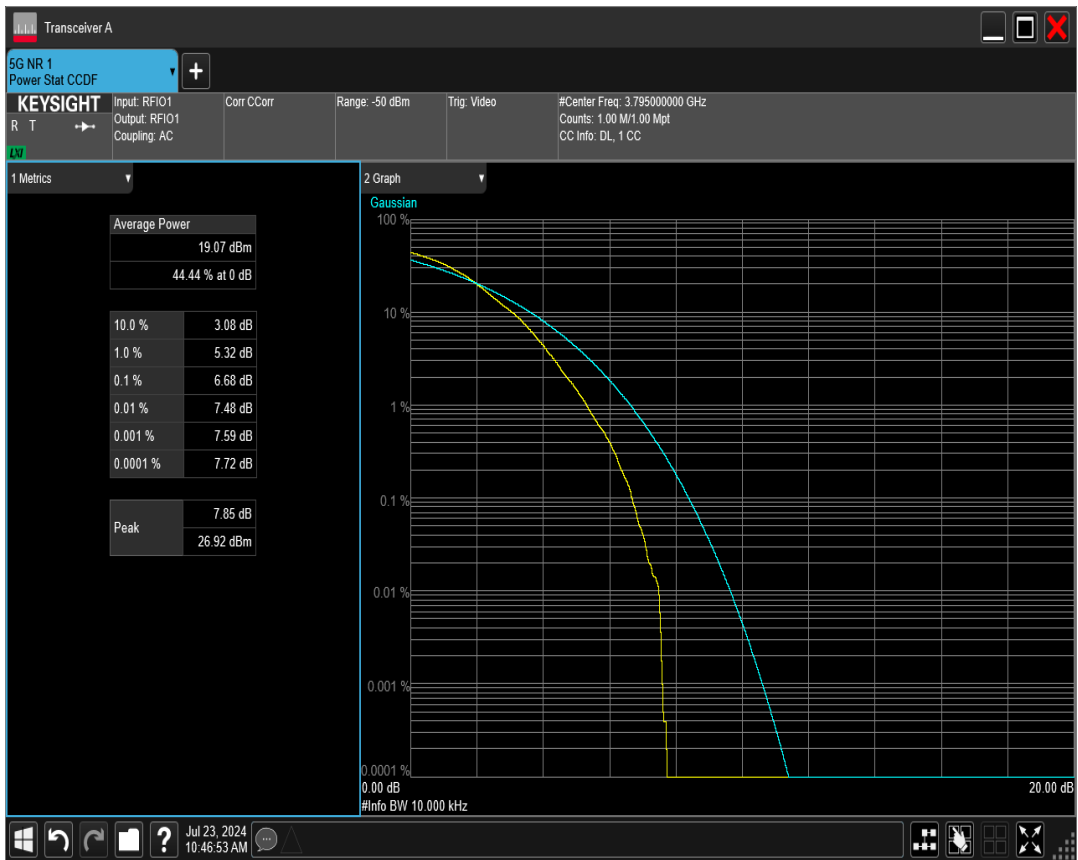 Transceiver A
5G NR 1
Power Stat CCDF
+
KEYSIGHT
R T
LXI
Input: RFIO1
Output: RFIO1
Coupling: AC
Corr CCorr
Range: -50 dBm
Trig: Video
#Center Freq: 3.795000000 GHz
Counts: 1.00 M/1.00 Mpt
CC Info: DL, 1 CC
1 Metrics
Average Power
19.07 dBm
44.44 % at 0 dB
10.0 % 3.08 dB
1.0 % 5.32 dB
0.1 % 6.68 dB
0.01 % 7.48 dB
0.001 % 7.59 dB
0.0001 % 7.72 dB
Peak
7.85 dB
26.92 dBm
2 Graph
Gaussian
100 %
10 %
1 %
0.1 %
0.01 %
0.001 %
0.0001 %
0.00 dB 20.00 dB
#Info BW 10.000 kHz
?
Jul 23, 2024
10:46:53 AM